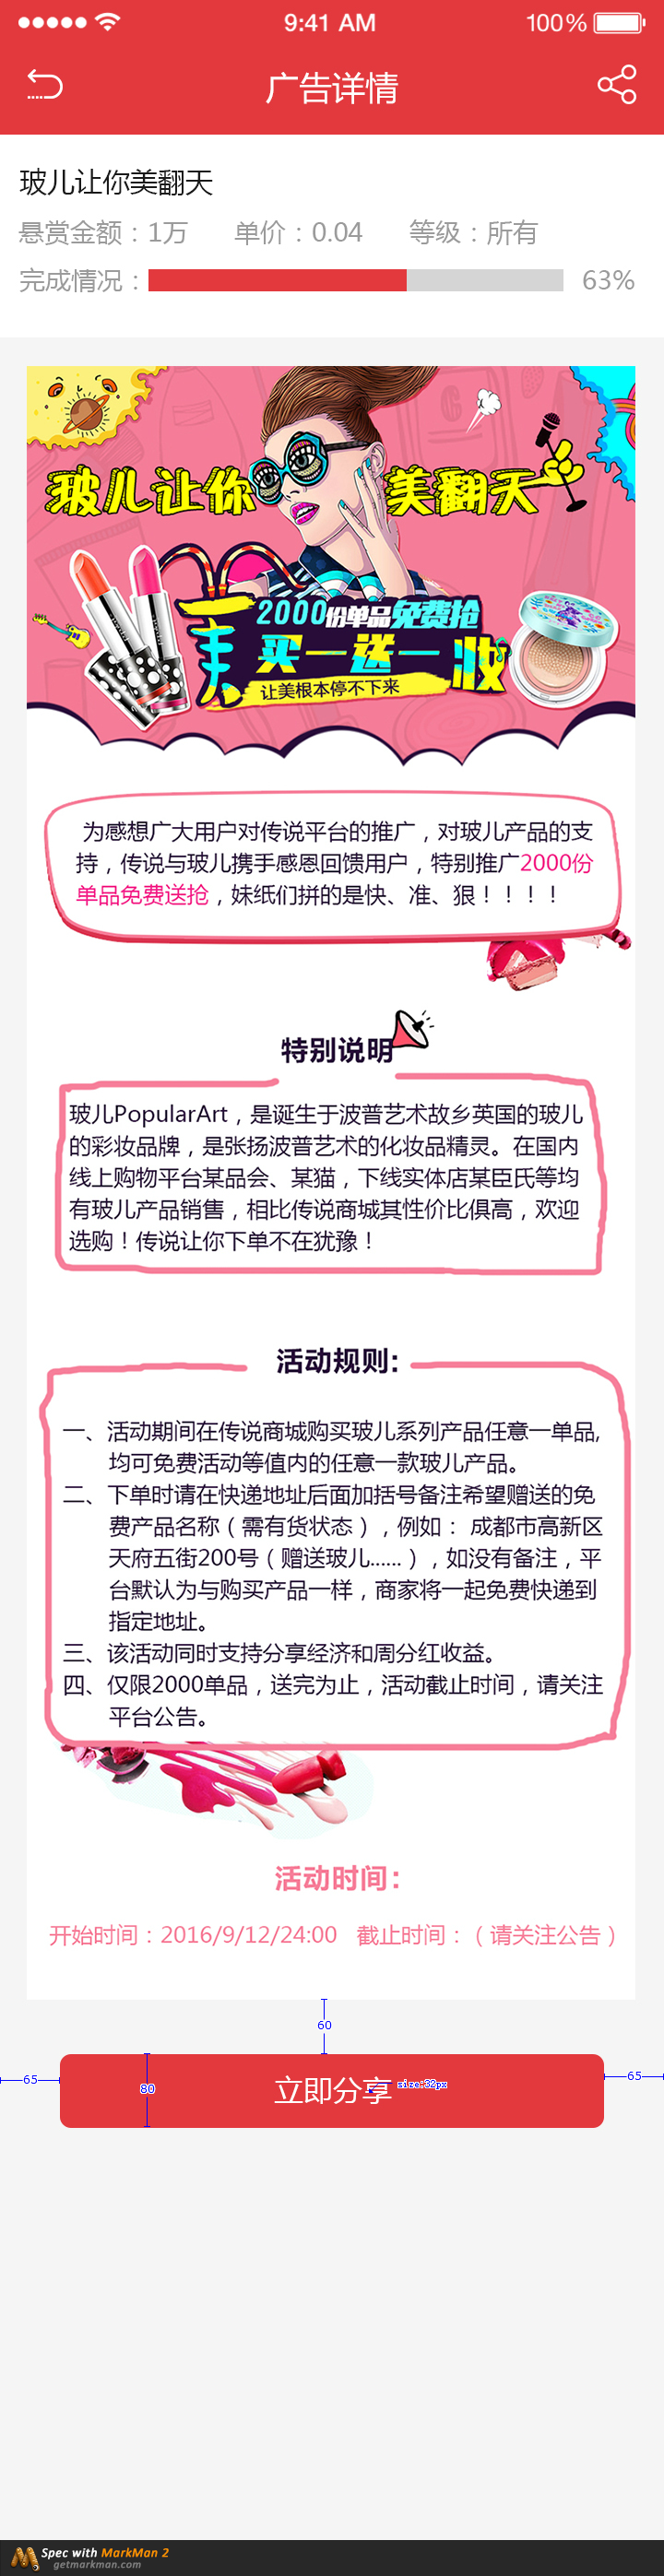 9:41 AM
100%
广告详情
玻儿让你美翻天
悬赏金额：1万 单价：0.04 等级：所有
完成情况： 63%
玻儿让你 美翻天
2000份单品免费抢
美 买一送一 妆
让美根本停不下来
为感想广大用户对传说平台的推广，对玻儿产品的支
持，传说与玻儿携手感恩回馈用户，特别推广2000份
单品免费送抢，妹纸们拼的是快、准、狠！！！！
特别说明
玻儿PopularArt，是诞生于波普艺术故乡英国的玻儿
的彩妆品牌，是张扬波普艺术的化妆品精灵。在国内
线上购物平台某品会、某猫，下线实体店某臣氏等均
有玻儿产品销售，相比传说商城其性价比俱高，欢迎
选购！传说让你下单不在犹豫！
活动规则:
一、活动期间在传说商城购买玻儿系列产品任意一单品,
均可免费活动等值内的任意一款玻儿产品。
二、下单时请在快递地址后面加括号备注希望赠送的免
费产品名称（需有货状态），例如： 成都市高新区
天府五街200号（赠送玻儿......），如没有备注，平
台默认为与购买产品一样，商家将一起免费快递到
指定地址。
三、该活动同时支持分享经济和周分红收益。
四、仅限2000单品，送完为止，活动截止时间，请关注
平台公告。
活动时间：
开始时间：2016/9/12/24:00 截止时间：（请关注公告）
60
65
80
立即分享
size:32px
65
Spec with MarkMan 2
getmarkman.com